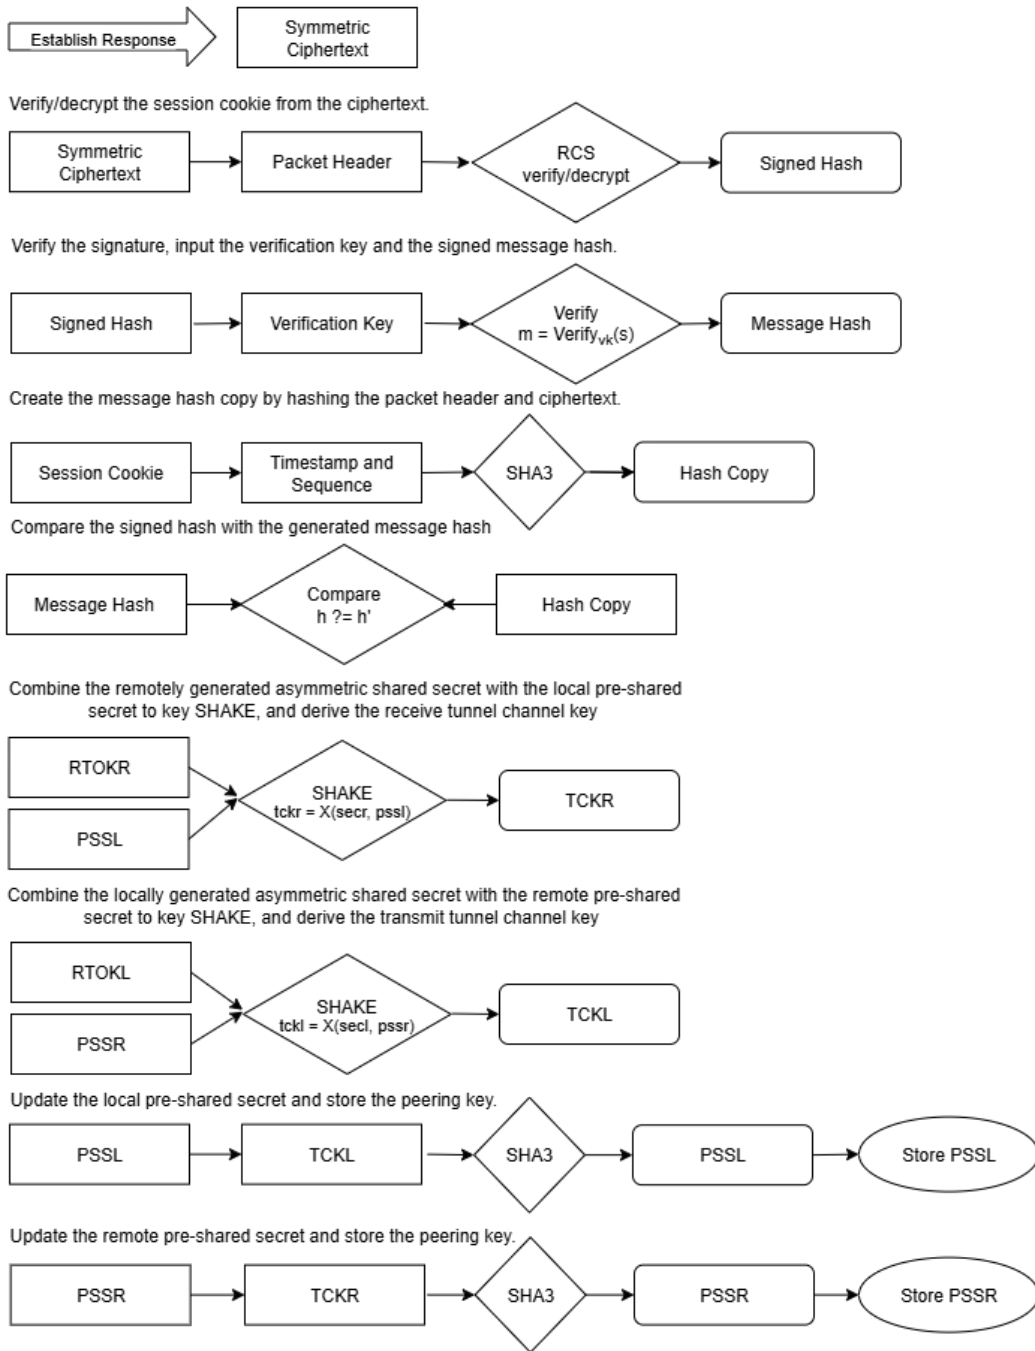 Establish Response
Symmetric
Ciphertext
Verify/decrypt the session cookie from the ciphertext.
Symmetric
Ciphertext
Packet Header
RCS
verify/decrypt
Signed Hash
Verify the signature, input the verification key and the signed message hash.
Signed Hash
Verification Key
Verify
m = Verifyvk(s)
Message Hash
Create the message hash copy by hashing the packet header and ciphertext.
Session Cookie
Timestamp and
Sequence
SHA3
Hash Copy
Compare the signed hash with the generated message hash
Message Hash
Compare
h ?= h'
Hash Copy
Combine the remotely generated asymmetric shared secret with the local pre-shared
secret to key SHAKE, and derive the receive tunnel channel key
RTOKR
PSSL
SHAKE
tckr = X(secr, pssl)
TCKR
Combine the locally generated asymmetric shared secret with the remote pre-shared
secret to key SHAKE, and derive the transmit tunnel channel key
RTOKL
PSSR
SHAKE
tckl = X(secl, pssr)
TCKL
Update the local pre-shared secret and store the peering key.
PSSL
TCKL
SHA3
PSSL
Store PSSL
Update the remote pre-shared secret and store the peering key.
PSSR
TCKR
SHA3
PSSR
Store PSSR